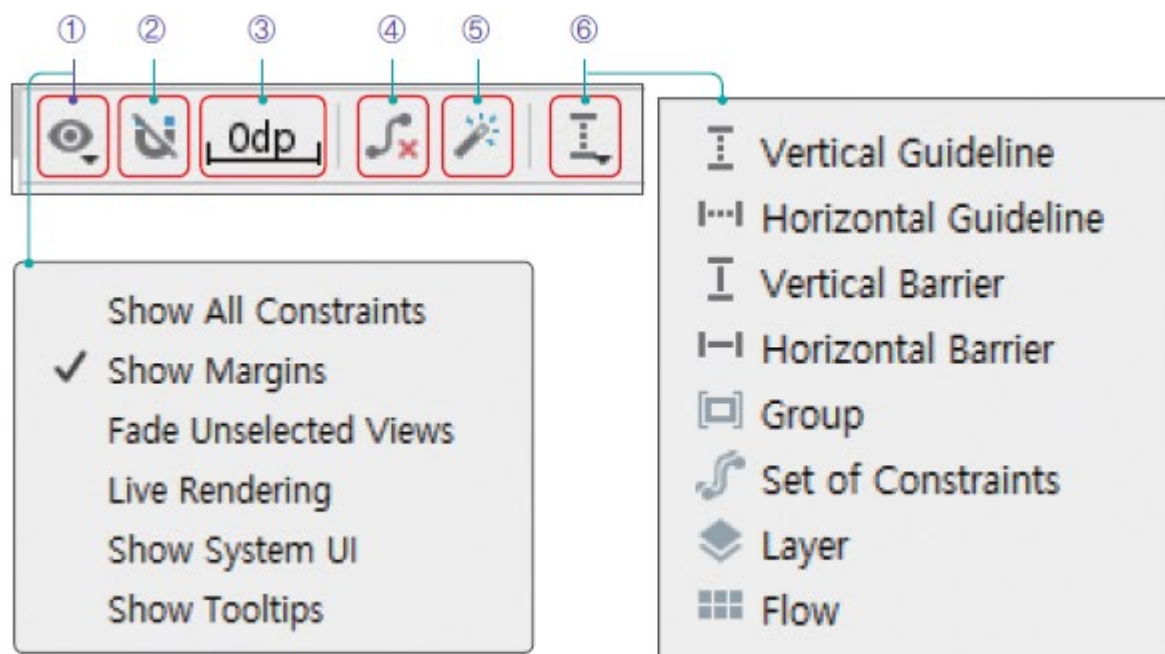 ① ② ③ ④ ⑤ ⑥
0dp
Show All Constraints
Show Margins
Fade Unselected Views
Live Rendering
Show System UI
Show Tooltips
Vertical Guideline
Horizontal Guideline
Vertical Barrier
Horizontal Barrier
Group
Set of Constraints
Layer
Flow